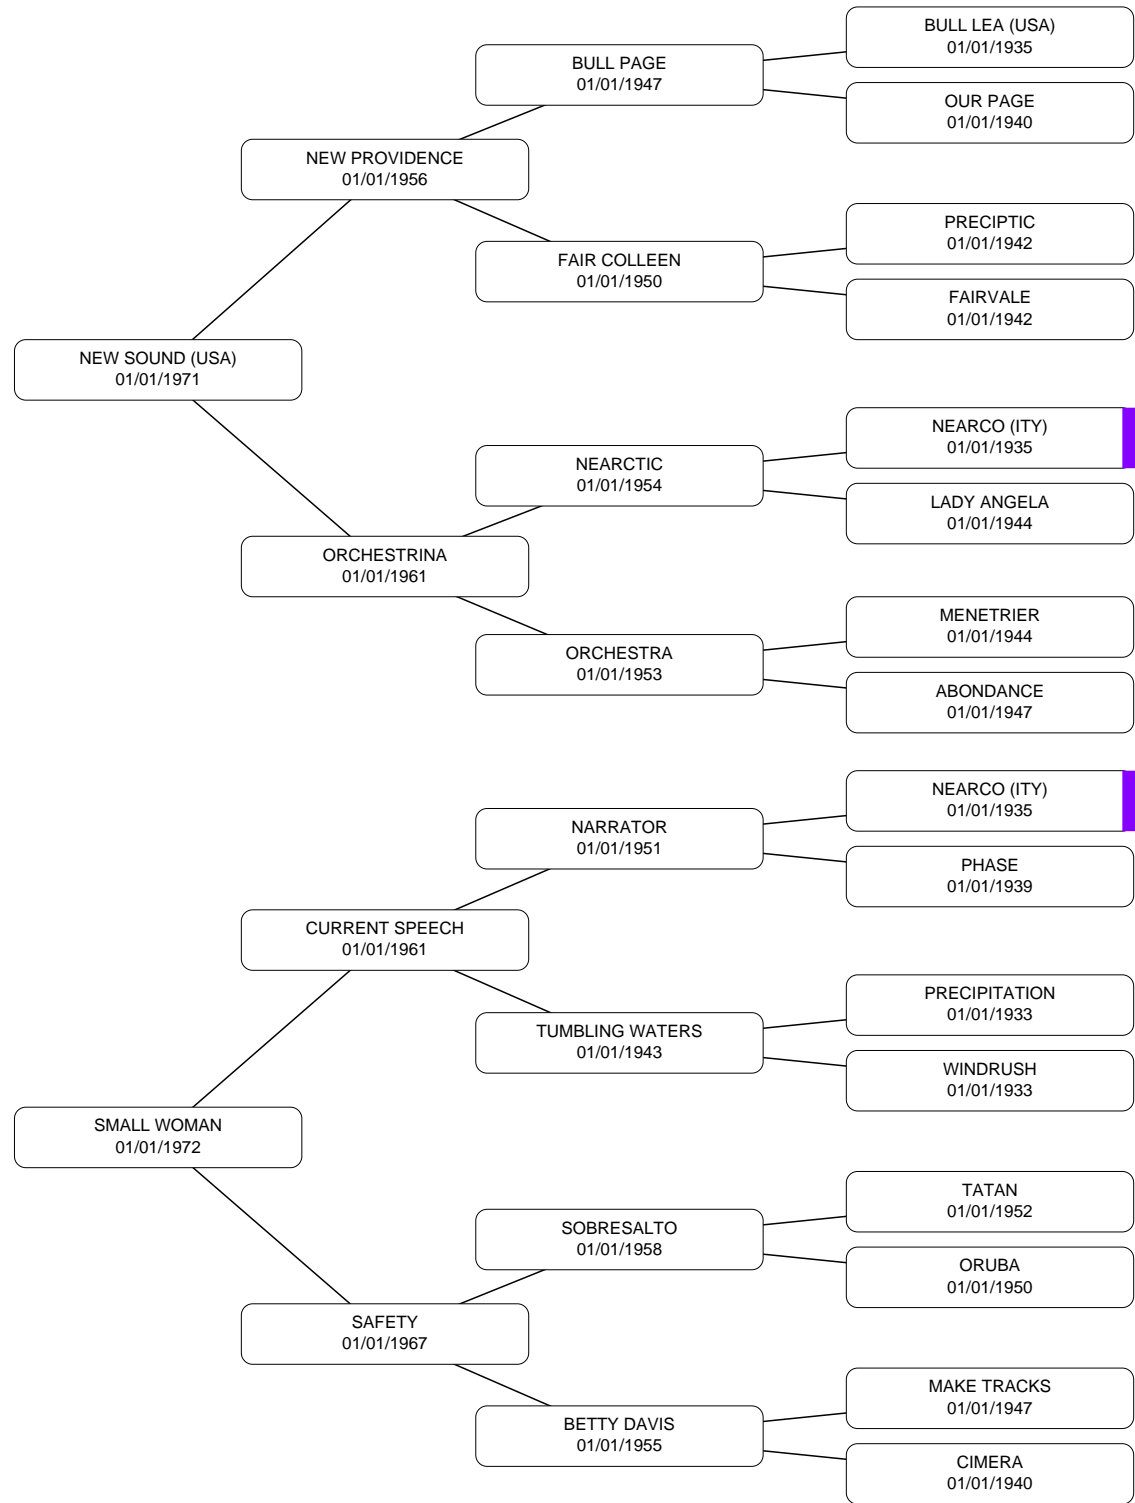 BULL LEA (USA)
01/01/1935
BULL PAGE
01/01/1947
OUR PAGE
01/01/1940
NEW PROVIDENCE
01/01/1956
PRECIPTIC
01/01/1942
FAIR COLLEEN
01/01/1950
FAIRVALE
01/01/1942
NEW SOUND (USA)
01/01/1971
NEARCO (ITY)
01/01/1935
NEARCTIC
01/01/1954
LADY ANGELA
01/01/1944
ORCHESTRINA
01/01/1961
MENETRIER
01/01/1944
ORCHESTRA
01/01/1953
ABONDANCE
01/01/1947
NEARCO (ITY)
01/01/1935
NARRATOR
01/01/1951
PHASE
01/01/1939
CURRENT SPEECH
01/01/1961
PRECIPITATION
01/01/1933
TUMBLING WATERS
01/01/1943
WINDRUSH
01/01/1933
SMALL WOMAN
01/01/1972
TATAN
01/01/1952
SOBRESALTO
01/01/1958
ORUBA
01/01/1950
SAFETY
01/01/1967
MAKE TRACKS
01/01/1947
BETTY DAVIS
01/01/1955
CIMERA
01/01/1940